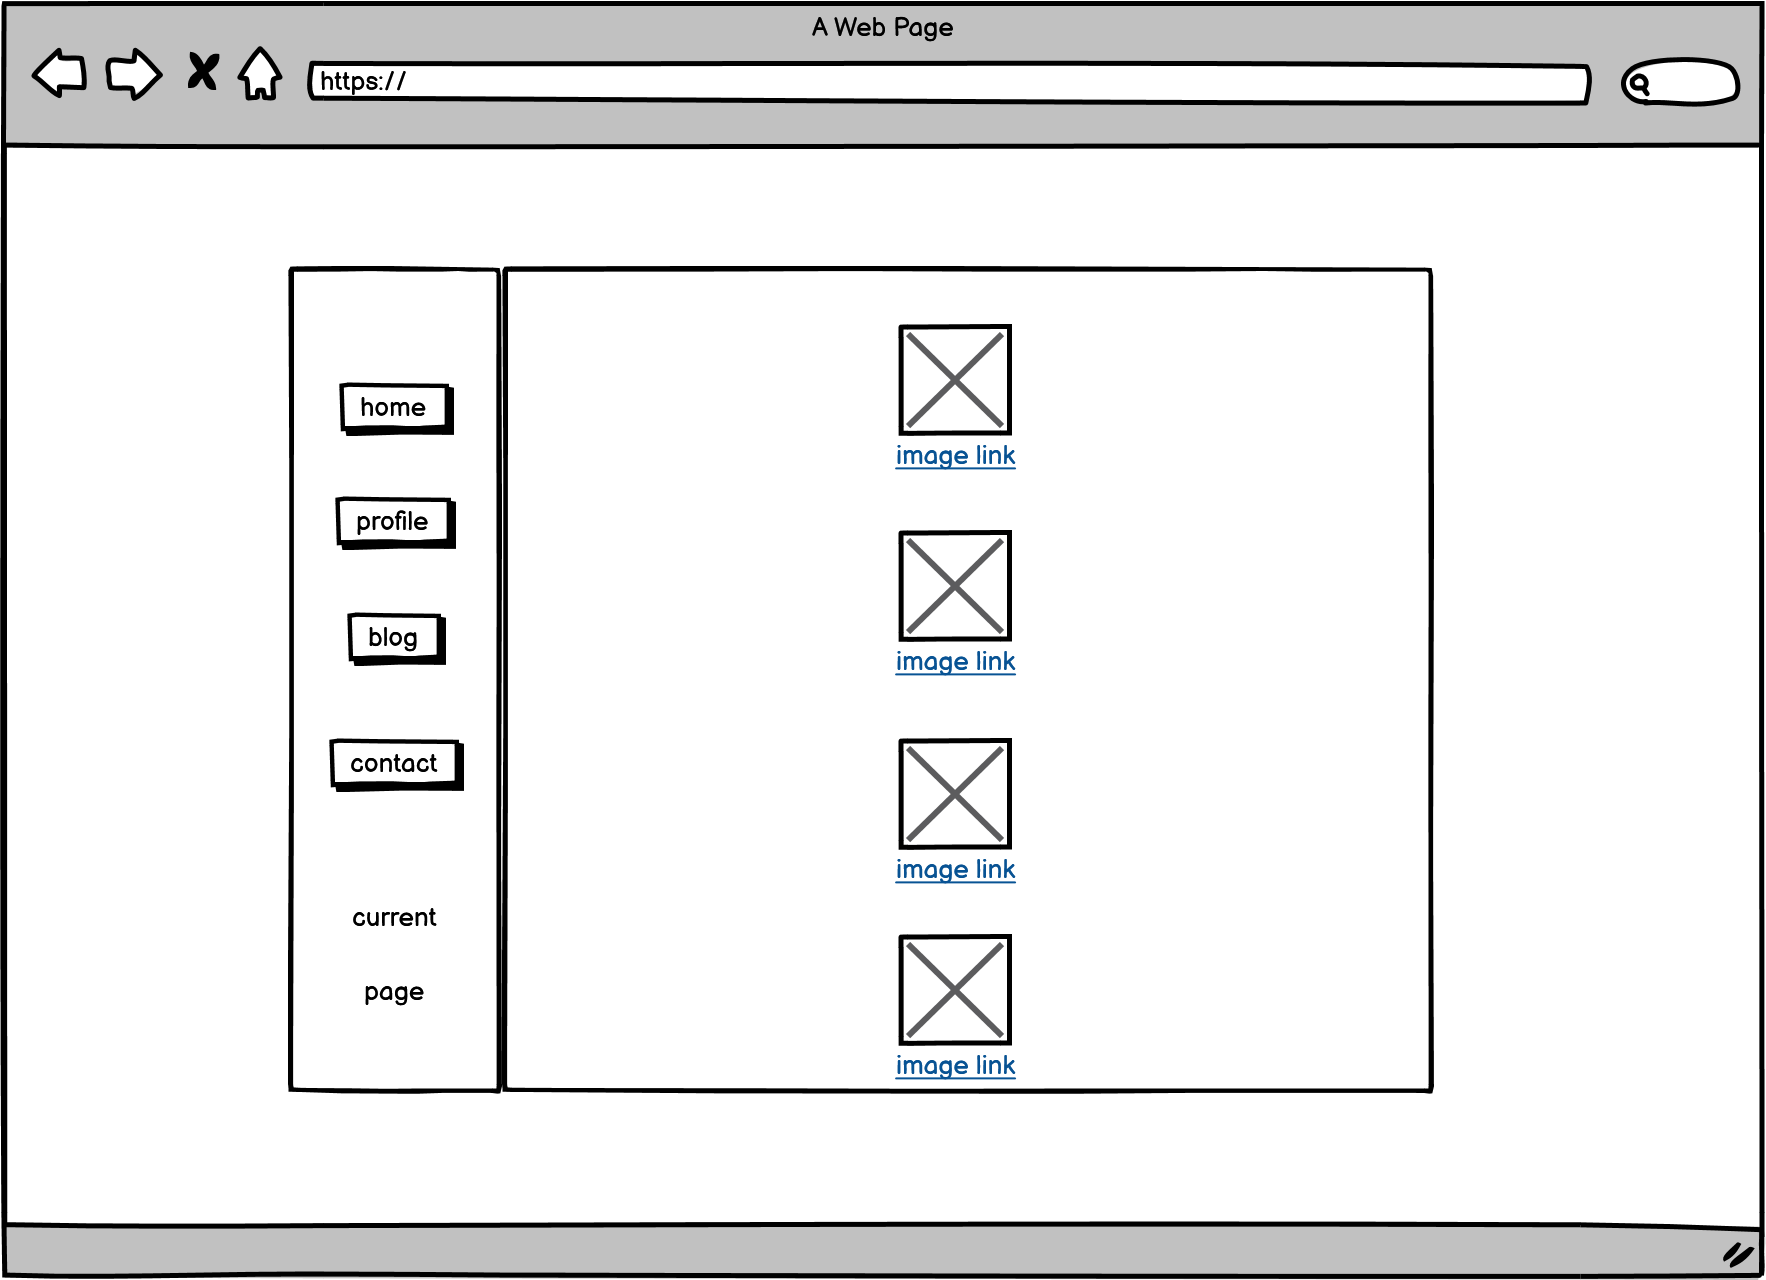 A Web Page
https://
home
profile
blog
contact
current
page
image link
image link
image link
image link